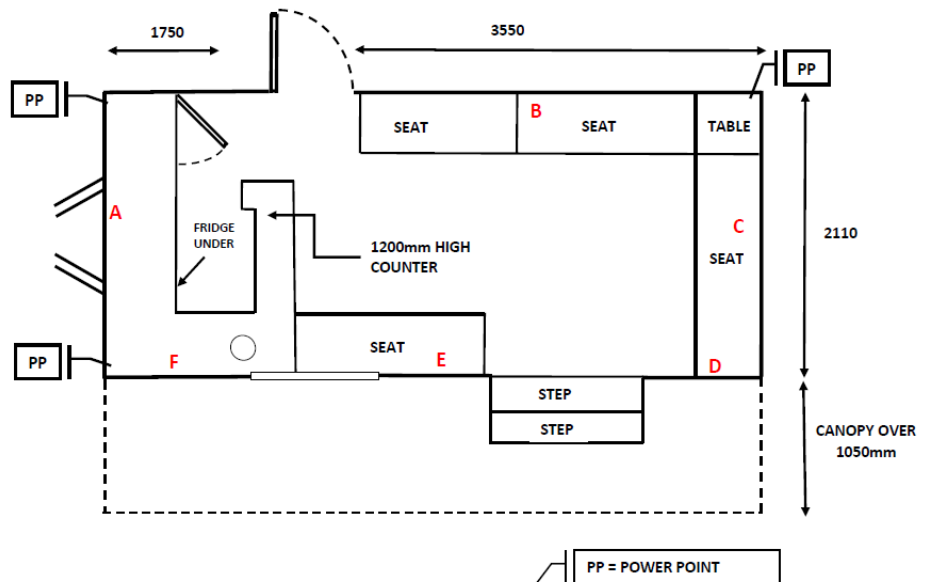 1750
3550
PP
PP
SEAT
B
SEAT
TABLE
A
FRIDGE
UNDER
1200mm HIGH
COUNTER
C
SEAT
2110
PP
F
SEAT
E
D
STEP
STEP
CANOPY OVER
1050mm
PP = POWER POINT